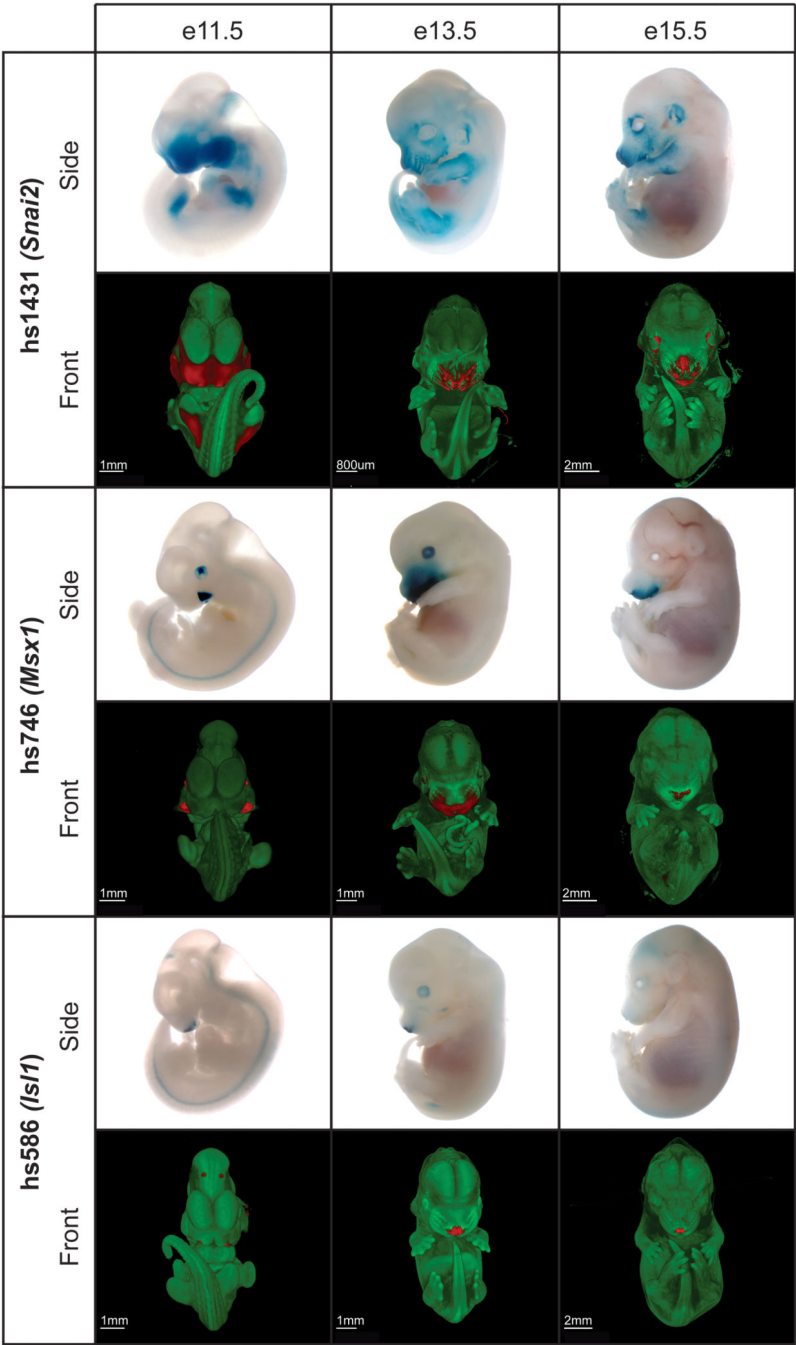 e11.5
e13.5
e15.5
hs1431 (Snai2)
Side
Front
1mm
800um
2mm
hs746 (Msx1)
Side
Front
1mm
1mm
2mm
hs586 (Isl1)
Side
Front
1mm
1mm
2mm